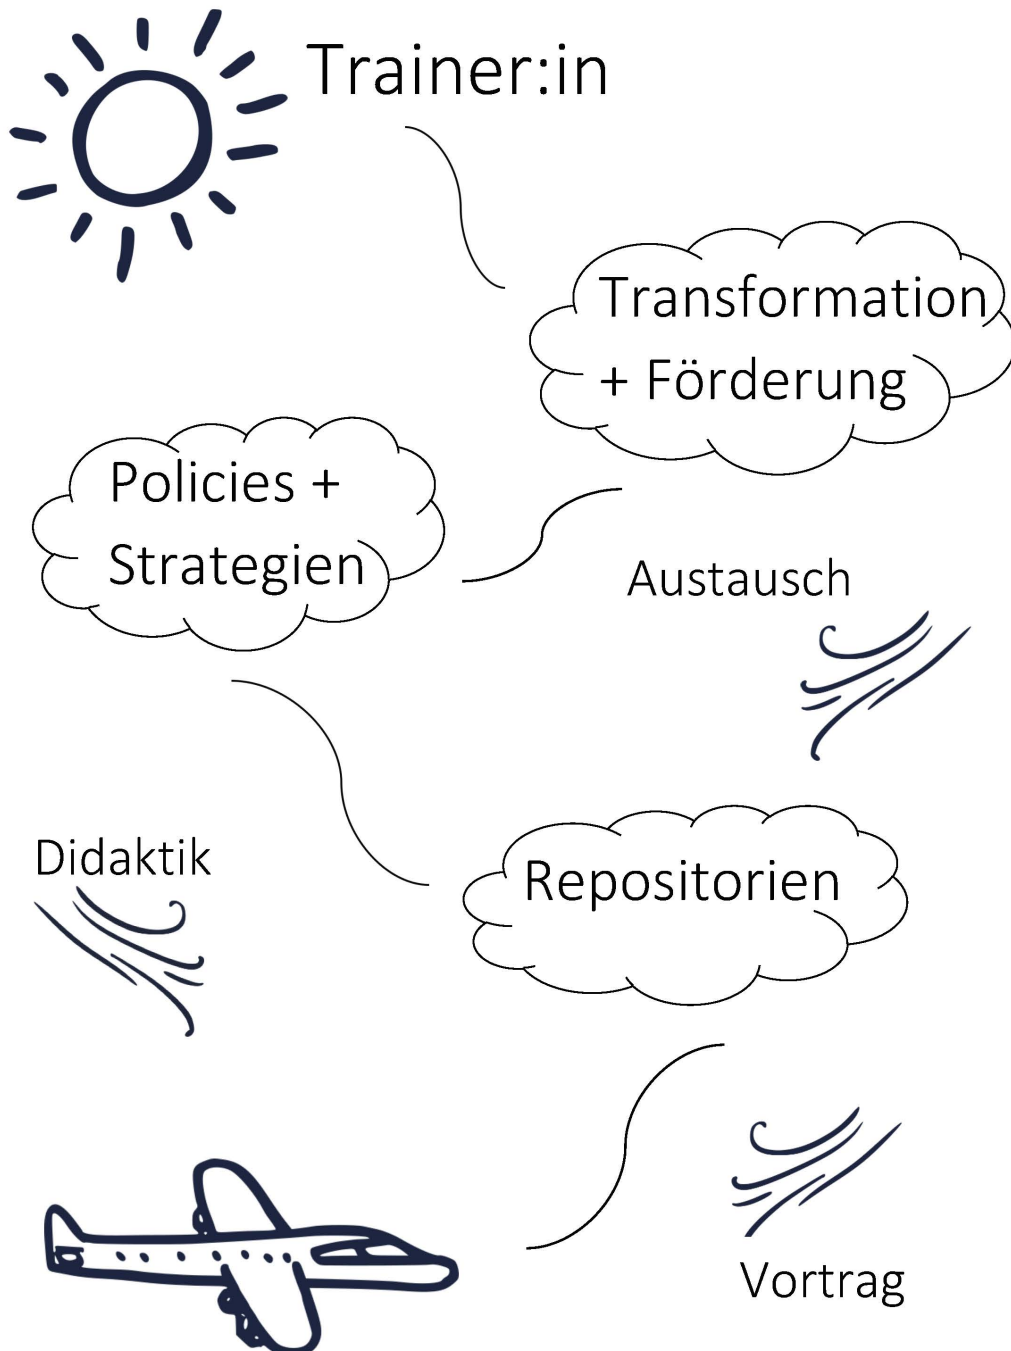 Trainer:in
Transformation
+ Förderung
Policies +
Strategien
Austausch
Didaktik
Repositorien
Vortrag